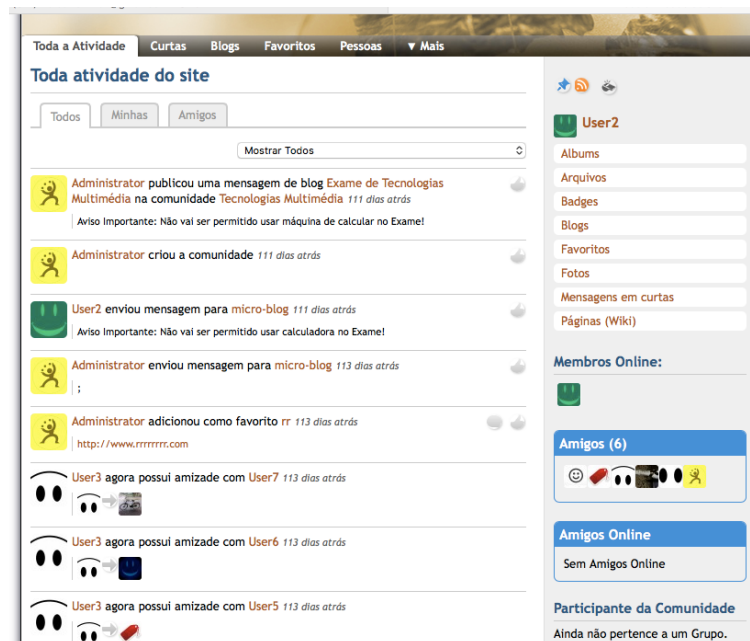 Toda a Atividade Curtas Blogs Favoritos Pessoas ▼ Mais
Toda atividade do site
Todos Minhas Amigos
Mostrar Todos
Administrator publicou uma mensagem de blog Exame de Tecnologias
Multimédia na comunidade Tecnologias Multimédia 111 dias atrás
Aviso Importante: Não vai ser permitido usar máquina de calcular no Exame!
Administrator criou a comunidade 111 dias atrás
User2 enviou mensagem para micro-blog 111 dias atrás
Aviso Importante: Não vai ser permitido usar calculadora no Exame!
Administrator enviou mensagem para micro-blog 113 dias atrás
;
Administrator adicionou como favorito rr 113 dias atrás
http://www.rrrrrrrr.com
User3 agora possui amizade com User7 113 dias atrás
User3 agora possui amizade com User6 113 dias atrás
User3 agora possui amizade com User5 113 dias atrás
User2
Albums
Arquivos
Badges
Blogs
Favoritos
Fotos
Mensagens em curtas
Páginas (Wiki)
Membros Online:
Amigos (6)
Amigos Online
Sem Amigos Online
Participante da Comunidade
Ainda não pertence a um Grupo.